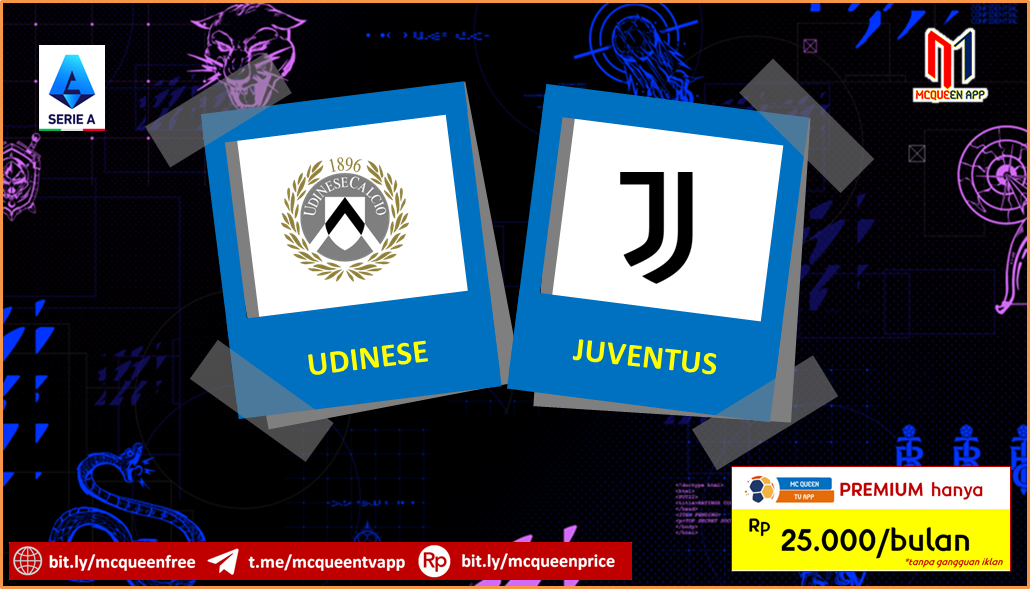 SERIE A
MCQUEEN APP
1896
UDINESE CALCIO
UDINESE
JUVENTUS
MC QUEEN
TV APP
PREMIUM hanya
Rp 25.000/bulan
*tanpa gangguan iklan
bit.ly/mcqueenfree
t.me/mcqueentvapp
Rp
bit.ly/mcqueenprice